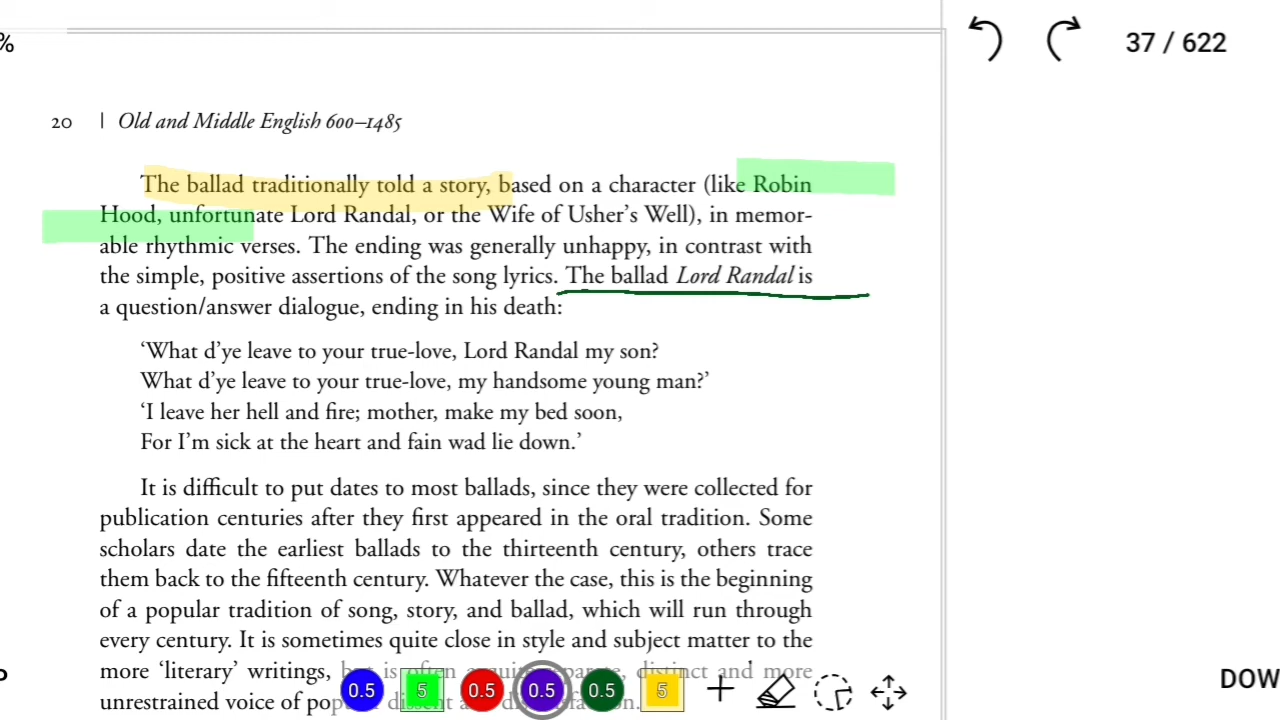 %
37 / 622
20 | Old and Middle English 600–1485
The ballad traditionally told a story, based on a character (like Robin
Hood, unfortunate Lord Randal, or the Wife of Usher's Well), in memor-
able rhythmic verses. The ending was generally unhappy, in contrast with
the simple, positive assertions of the song lyrics. The ballad Lord Randal is
a question/answer dialogue, ending in his death:
‘What d'ye leave to your true-love, Lord Randal my son?
What d'ye leave to your true-love, my handsome young man?’
‘I leave her hell and fire; mother, make my bed soon,
For I'm sick at the heart and fain wad lie down.’
It is difficult to put dates to most ballads, since they were collected for
publication centuries after they first appeared in the oral tradition. Some
scholars date the earliest ballads to the thirteenth century, others trace
them back to the fifteenth century. Whatever the case, this is the beginning
of a popular tradition of song, story, and ballad, which will run through
every century. It is sometimes quite close in style and subject matter to the
more ‘literary’ writings, but is often quite separate, distinct and more
unrestrained voice of
0.5 5 0.5 0.5 0.5 5
DOW